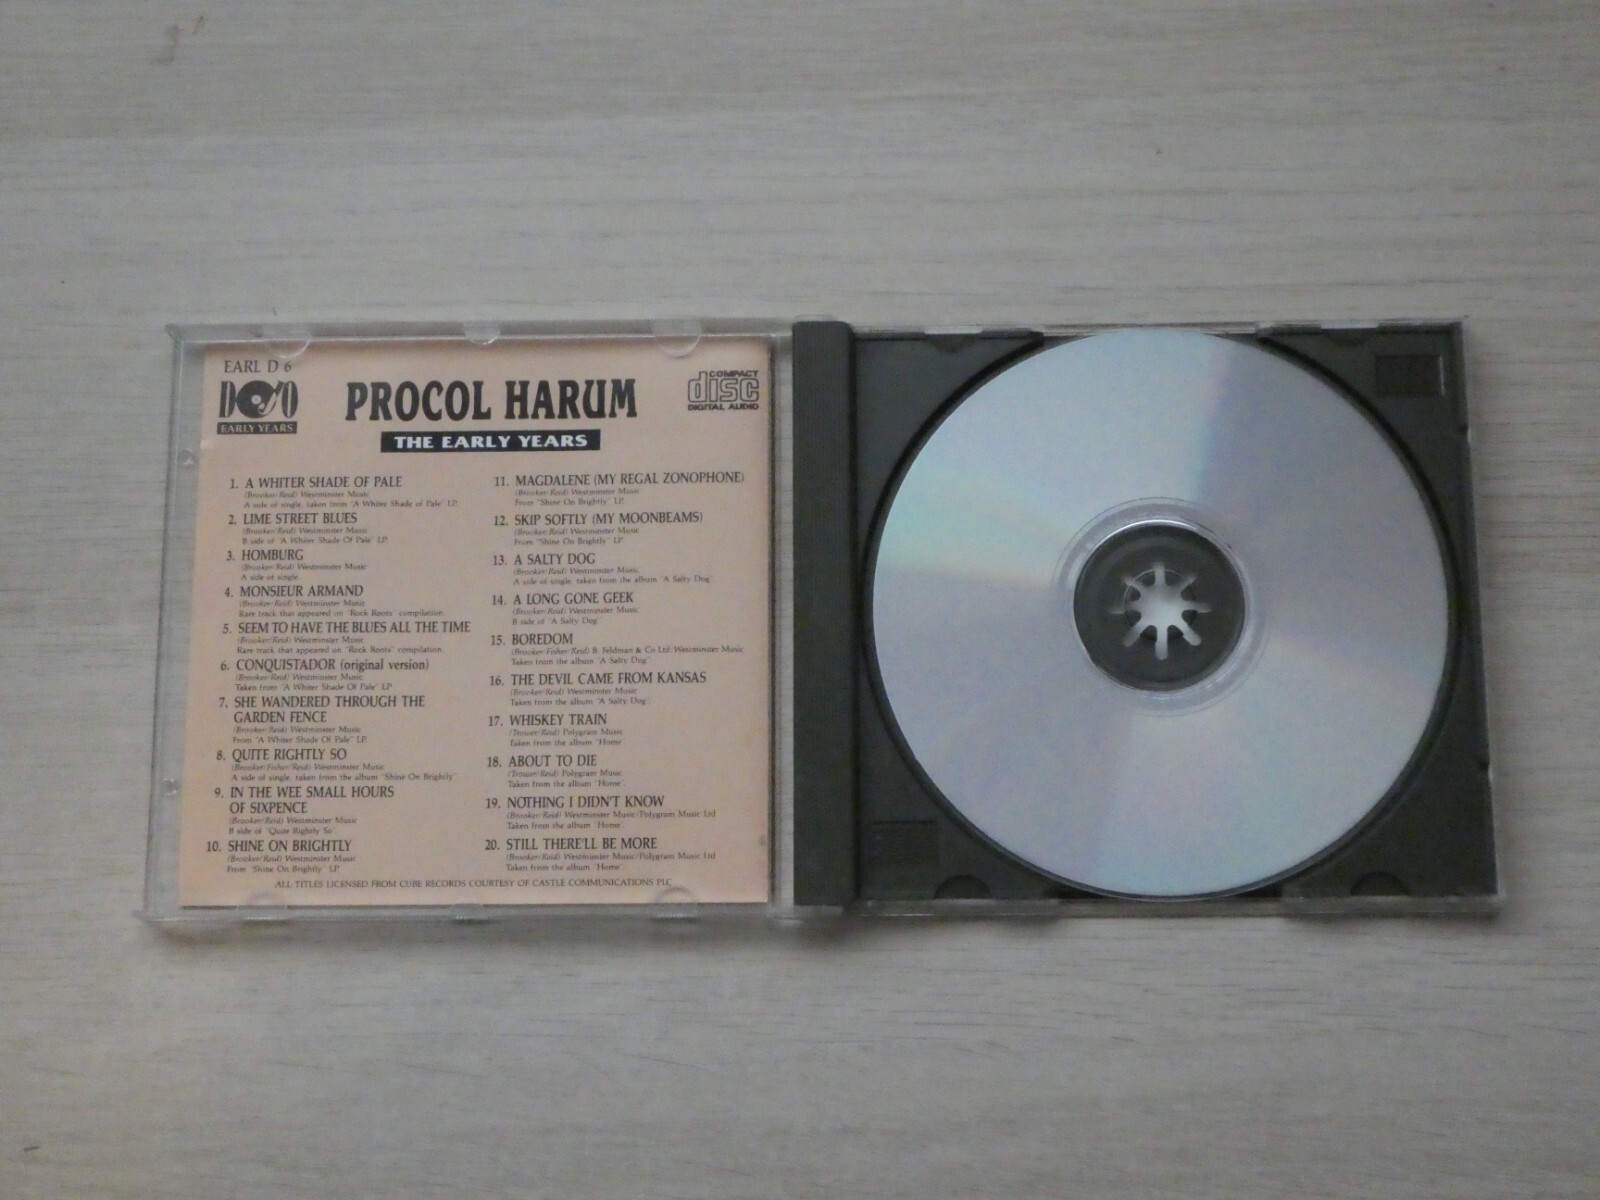 EARL D 6
DOJO
EARLY YEARS
PROCOL HARUM
THE EARLY YEARS
COMPACT
disc
DIGITAL AUDIO
1. A WHITER SHADE OF PALE
(Brooker/Reid) Westminster Music
A side of single, taken from "A Whiter Shade of Pale" LP.
2. LIME STREET BLUES
(Brooker/Reid) Westminster Music
B side of "A Whiter Shade Of Pale" LP.
3. HOMBURG
(Brooker/Reid) Westminster Music
A side of single.
4. MONSIEUR ARMAND
(Brooker/Reid) Westminster Music
Rare track that appeared on "Rock Roots" compilation.
5. SEEM TO HAVE THE BLUES ALL THE TIME
(Brooker/Reid) Westminster Music
Rare track that appeared on "Rock Roots" compilation.
6. CONQUISTADOR (original version)
(Brooker/Reid) Westminster Music
Taken from "A Whiter Shade Of Pale" LP.
7. SHE WANDERED THROUGH THE
GARDEN FENCE
(Brooker/Reid) Westminster Music
From "A Whiter Shade Of Pale" LP.
8. QUITE RIGHTLY SO
(Brooker/Fisher/Reid) Westminster Music
A side of single, taken from the album "Shine On Brightly"
9. IN THE WEE SMALL HOURS
OF SIXPENCE
(Brooker/Reid) Westminster Music
B side of "Quite Rightly So".
10. SHINE ON BRIGHTLY
(Brooker/Reid) Westminster Music
From "Shine On Brightly" LP.
11. MAGDALENE (MY REGAL ZONOPHONE)
(Brooker/Reid) Westminster Music
From "Shine On Brightly" LP.
12. SKIP SOFTLY (MY MOONBEAMS)
(Brooker/Reid) Westminster Music
From "Shine On Brightly" LP.
13. A SALTY DOG
(Brooker/Reid) Westminster Music
A side of single, taken from the album "A Salty Dog".
14. A LONG GONE GEEK
(Brooker/Reid) Westminster Music
B side of "A Salty Dog"
15. BOREDOM
(Brooker/Fisher/Reid) B. Feldman & Co Ltd/Westminster Music
Taken from the album "A Salty Dog"
16. THE DEVIL CAME FROM KANSAS
(Brooker/Reid) Westminster Music
Taken from the album "A Salty Dog".
17. WHISKEY TRAIN
(Trower/Reid) Polygram Music
Taken from the album "Home".
18. ABOUT TO DIE
(Trower/Reid) Polygram Music
Taken from the album "Home".
19. NOTHING I DIDN'T KNOW
(Brooker/Reid) Westminster Music/Polygram Music Ltd
Taken from the album "Home".
20. STILL THERE'LL BE MORE
(Brooker/Reid) Westminster Music/Polygram Music Ltd
Taken from the album "Home".
ALL TITLES LICENSED FROM CUBE RECORDS COURTESY OF CASTLE COMMUNICATIONS PLC